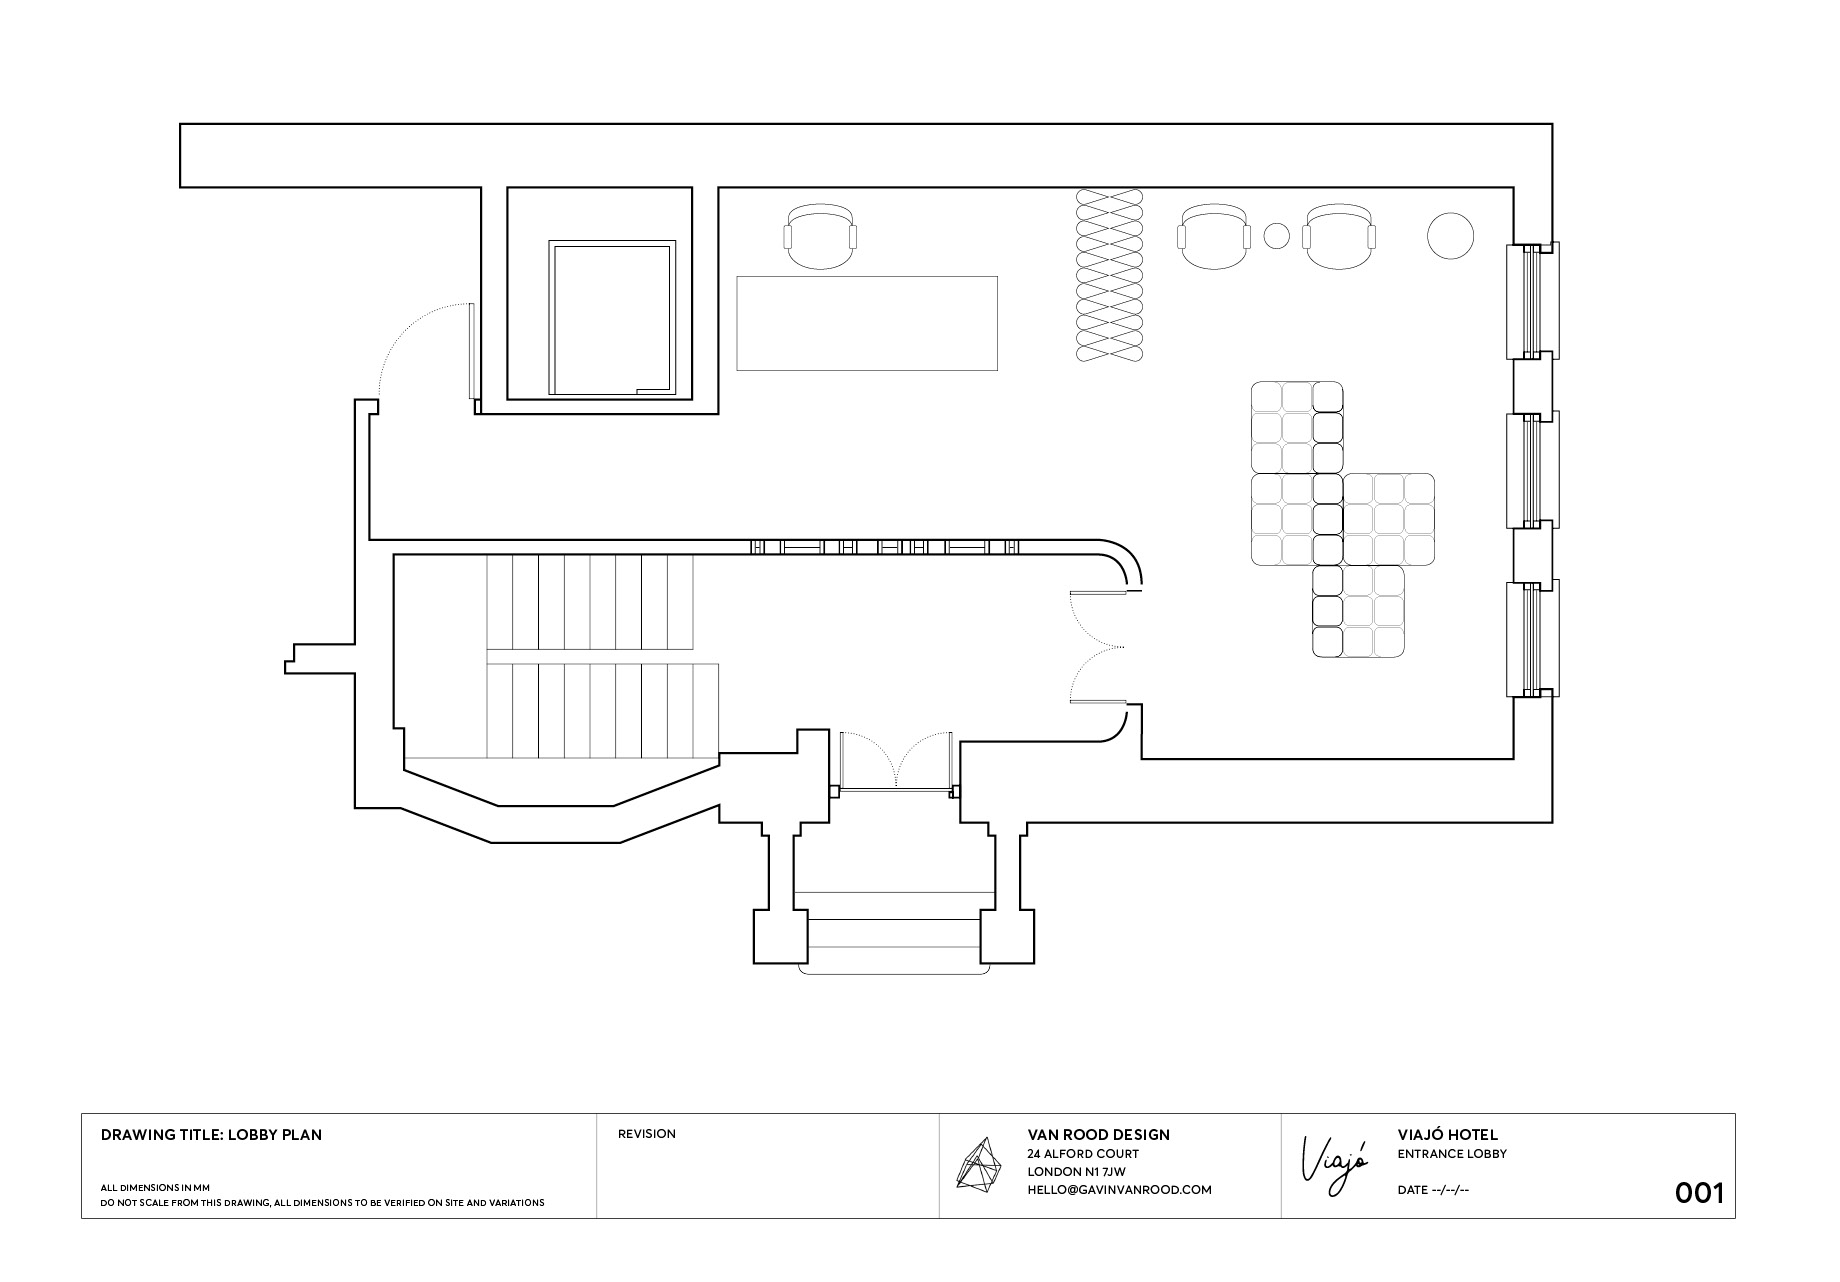 DRAWING TITLE: LOBBY PLAN
ALL DIMENSIONS IN MM
DO NOT SCALE FROM THIS DRAWING, ALL DIMENSIONS TO BE VERIFIED ON SITE AND VARIATIONS
REVISION
VAN ROOD DESIGN
24 ALFORD COURT
LONDON N1 7JW
HELLO@GAVINVANROOD.COM
Viajó
VIAJÓ HOTEL
ENTRANCE LOBBY
DATE --/--/--
001